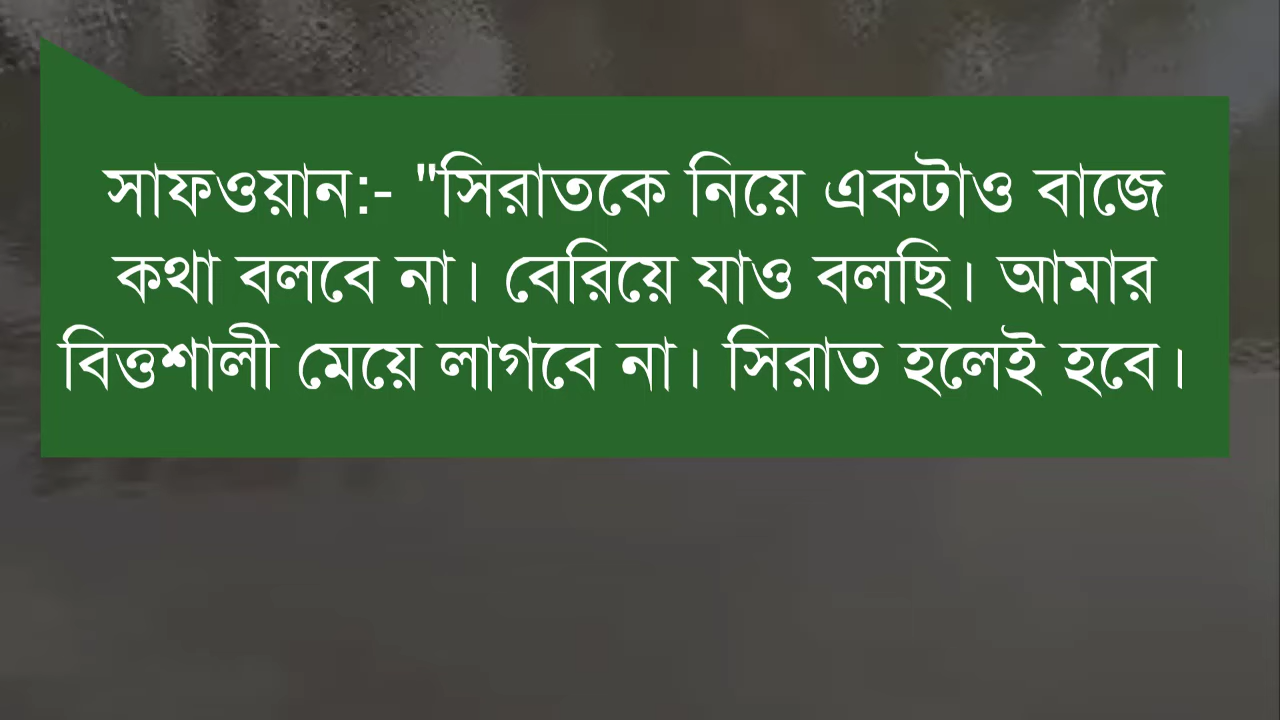 সাফওয়ান:- "সিরাতকে নিয়ে একটাও বাজে
কথা বলবে না। বেরিয়ে যাও বলছি। আমার
বিত্তশালী মেয়ে লাগবে না। সিরাত হলেই হবে।